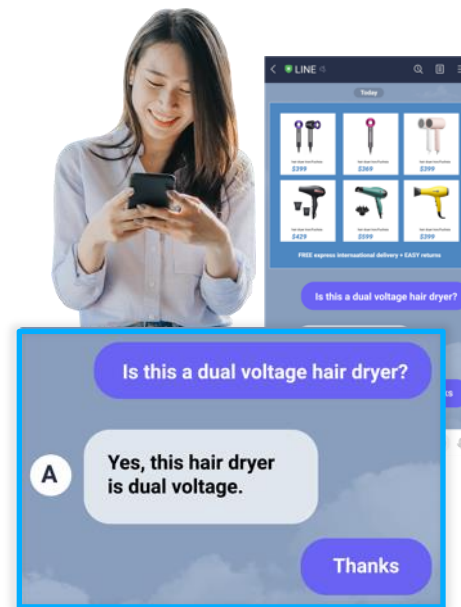 LINE
Today
$399
$369
$399
$429
$599
$399
FREE express international delivery + EASY returns
Is this a dual voltage hair dryer?
Is this a dual voltage hair dryer?
A
Yes, this hair dryer
is dual voltage.
Thanks